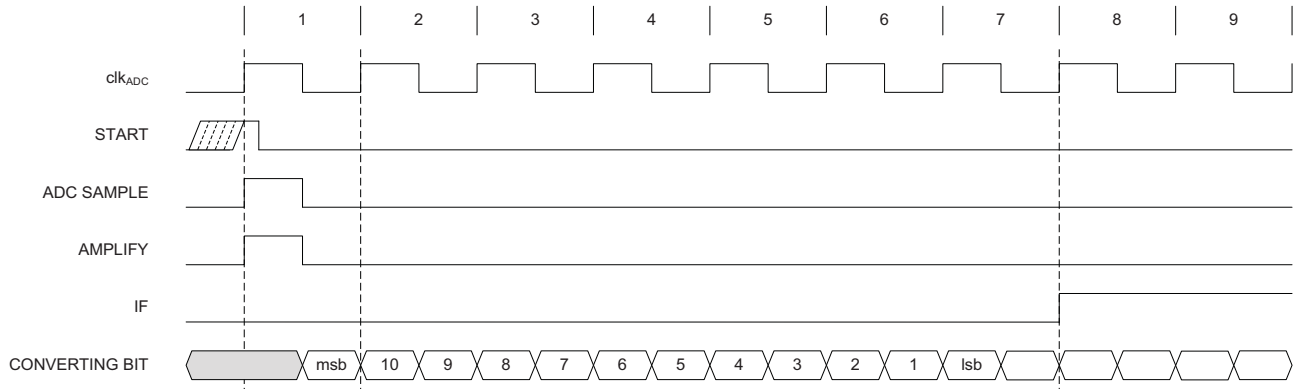 1 2 3 4 5 6 7 8 9
clkADC
START
ADC SAMPLE
AMPLIFY
IF
CONVERTING BIT msb 10 9 8 7 6 5 4 3 2 1 lsb